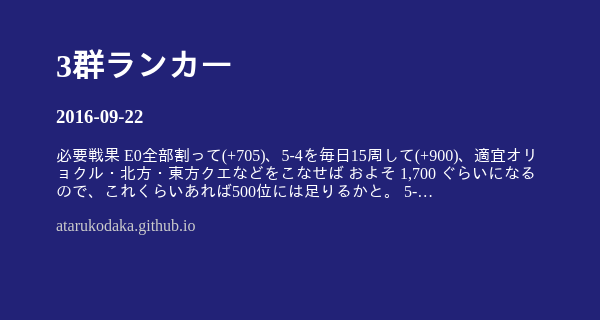 3群ランカー
2016-09-22
必要戦果 E0全部割って(+705)、5-4を毎日15周して(+900)、適宜オリ
ョクル・北方・東方クエなどをこなせば およそ 1,700 ぐらいになる
ので、これくらいあれば500位には足りるかと。 5-…
atarukodaka.github.io